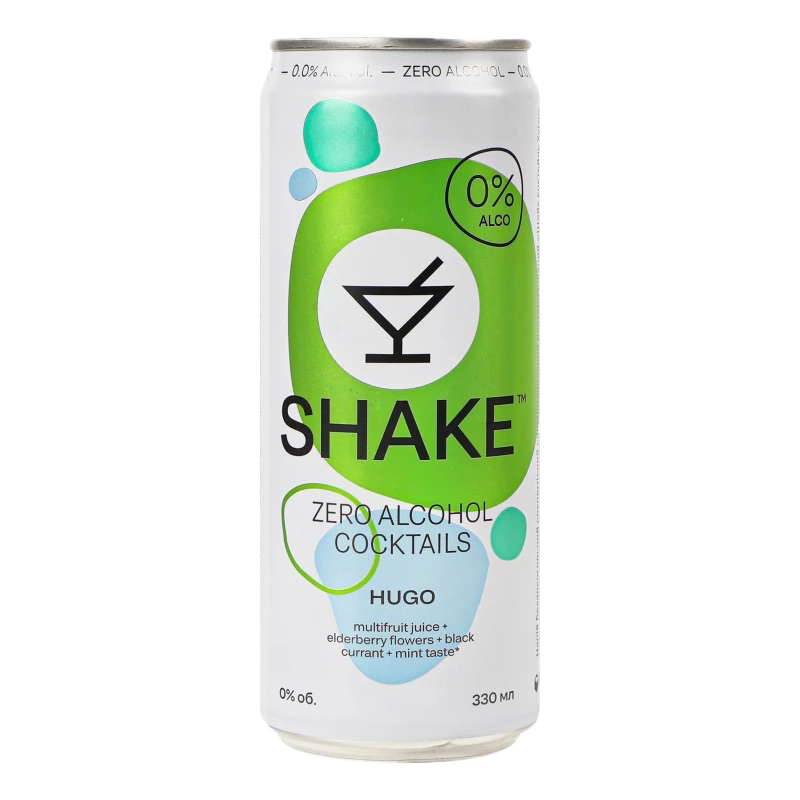 — 0.0% — ZERO ALCOHOL —
0%
ALCO
SHAKE™
ZERO ALCOHOL
COCKTAILS
HUGO
multifruit juice +
elderberry flowers + black
currant + mint taste*
0% об.
330 мл